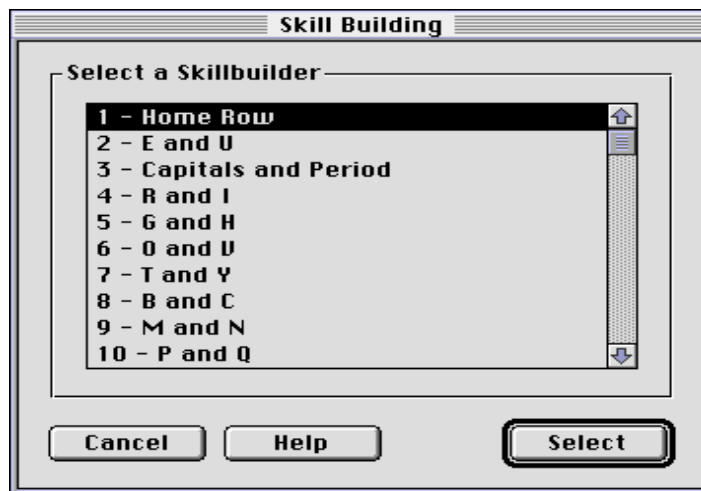 Skill Building
Select a Skillbuilder
1 - Home Row
2 - E and U
3 - Capitals and Period
4 - R and I
5 - G and H
6 - O and V
7 - T and Y
8 - B and C
9 - M and N
10 - P and Q
Cancel Help Select